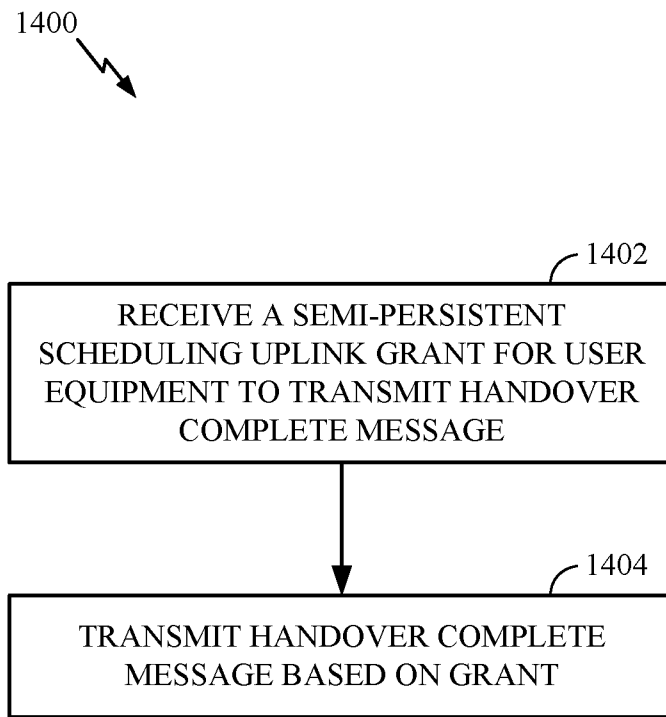 1400
1402
RECEIVE A SEMI-PERSISTENT
SCHEDULING UPLINK GRANT FOR USER
EQUIPMENT TO TRANSMIT HANDOVER
COMPLETE MESSAGE
1404
TRANSMIT HANDOVER COMPLETE
MESSAGE BASED ON GRANT